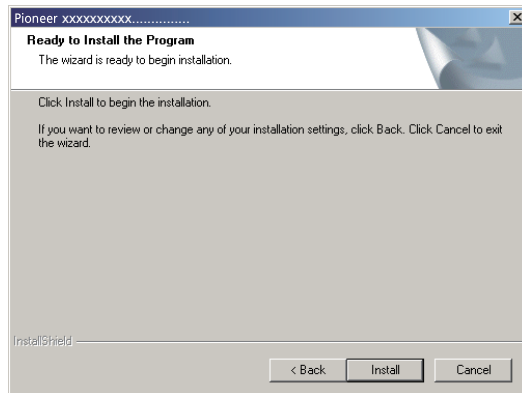 Pioneer xxxxxxxxxx...............
Ready to Install the Program
The wizard is ready to begin installation.
Click Install to begin the installation.
If you want to review or change any of your installation settings, click Back. Click Cancel to exit
the wizard.
InstallShield
< Back Install Cancel